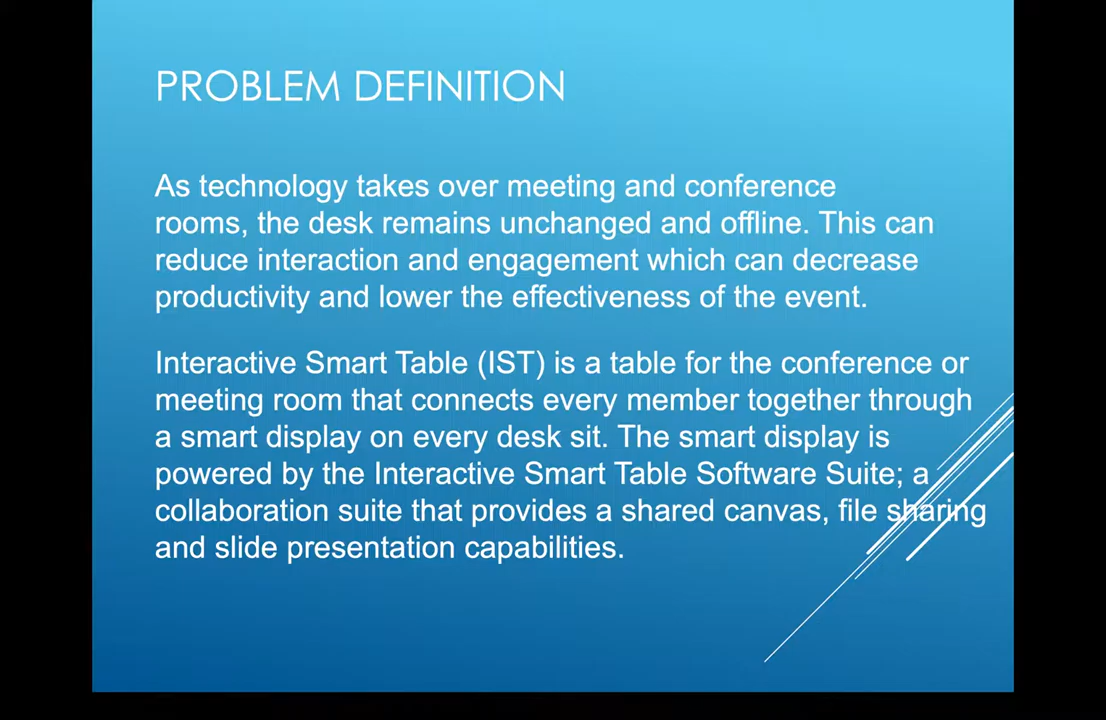 PROBLEM DEFINITION
As technology takes over meeting and conference
rooms, the desk remains unchanged and offline. This can
reduce interaction and engagement which can decrease
productivity and lower the effectiveness of the event.
Interactive Smart Table (IST) is a table for the conference or
meeting room that connects every member together through
a smart display on every desk sit. The smart display is
powered by the Interactive Smart Table Software Suite; a
collaboration suite that provides a shared canvas, file sharing
and slide presentation capabilities.